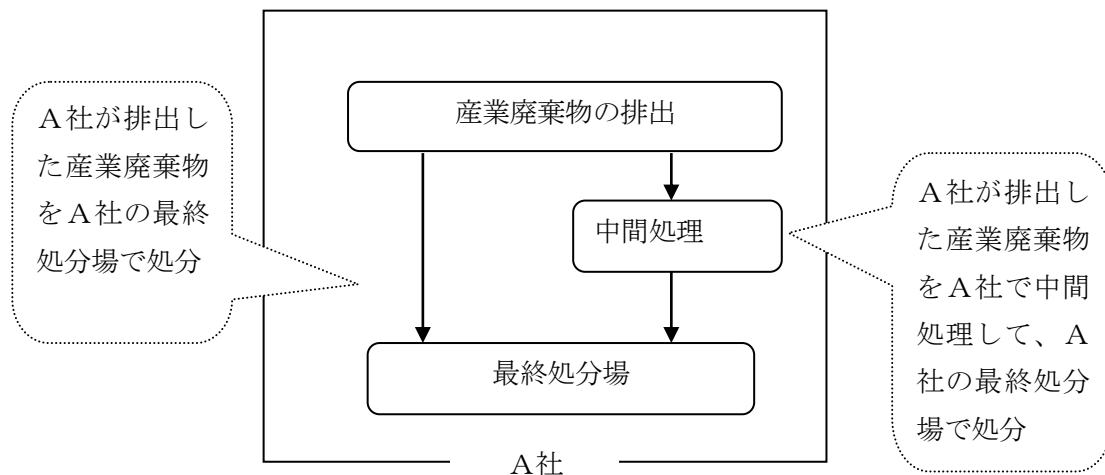 A社が排出し
た産業廃棄物
をA社の最終
処分場で処分
産業廃棄物の排出
中間処理
最終処分場
A社が排出し
た産業廃棄物
をA社で中間
処理して、A
社の最終処分
場で処分
A社